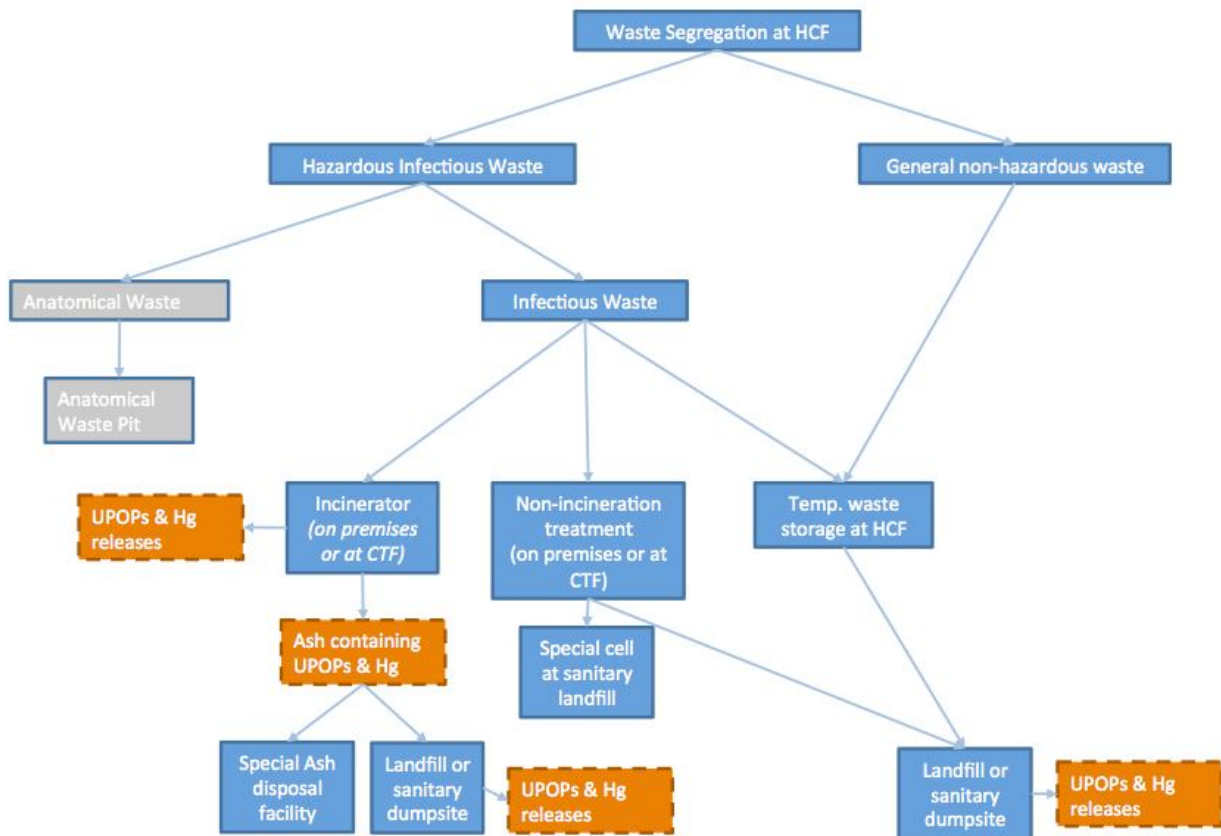 Waste Segregation at HCF
Hazardous Infectious Waste
General non-hazardous waste
Anatomical Waste
Infectious Waste
Anatomical
Waste Pit
UPOPs & Hg
releases
Incinerator
(on premises
or at CTF)
Non-incineration
treatment
(on premises or at
CTF)
Temp. waste
storage at HCF
Ash containing
UPOPs & Hg
Special cell
at sanitary
landfill
Special Ash
disposal
facility
Landfill or
sanitary
dumpsite
UPOPs & Hg
releases
Landfill or
sanitary
dumpsite
UPOPs & Hg
releases